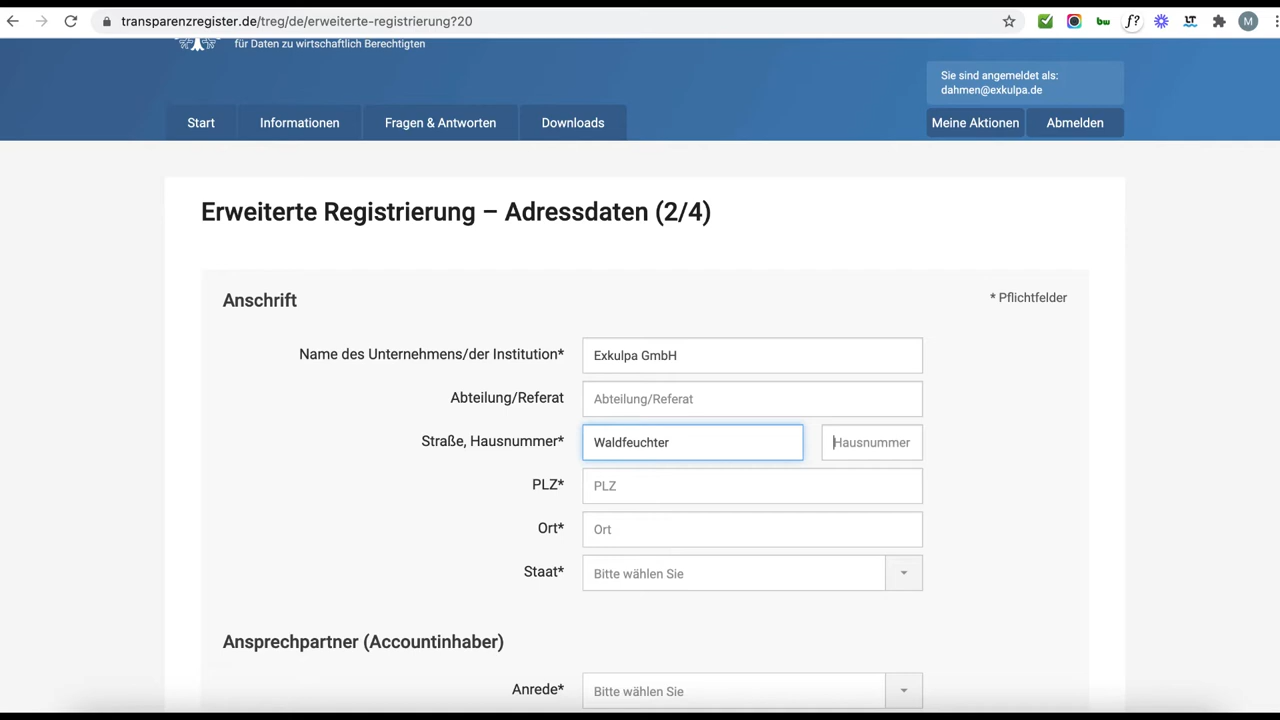 transparenzregister.de/treg/de/erweiterte-registrierung?20
bw
f?
LT
M
für Daten zu wirtschaftlich Berechtigten
Sie sind angemeldet als:
dahmen@exkulpa.de
Start
Informationen
Fragen & Antworten
Downloads
Meine Aktionen
Abmelden
Erweiterte Registrierung – Adressdaten (2/4)
Anschrift
* Pflichtfelder
Name des Unternehmens/der Institution*
Exkulpa GmbH
Abteilung/Referat
Abteilung/Referat
Straße, Hausnummer*
Waldfeuchter
Hausnummer
PLZ*
PLZ
Ort*
Ort
Staat*
Bitte wählen Sie
Ansprechpartner (Accountinhaber)
Anrede*
Bitte wählen Sie